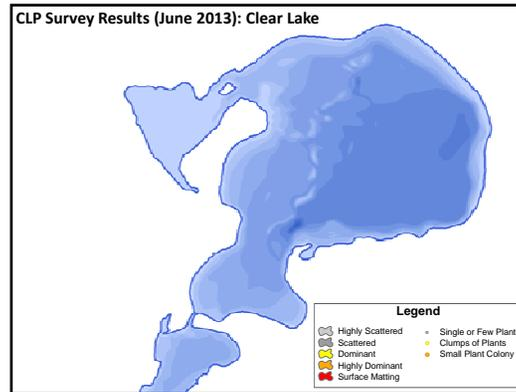 CLP Survey Results (June 2013): Clear Lake
Legend
Highly Scattered
Scattered
Dominant
Highly Dominant
Surface Matting
Single or Few Plant
Clumps of Plants
Small Plant Colony